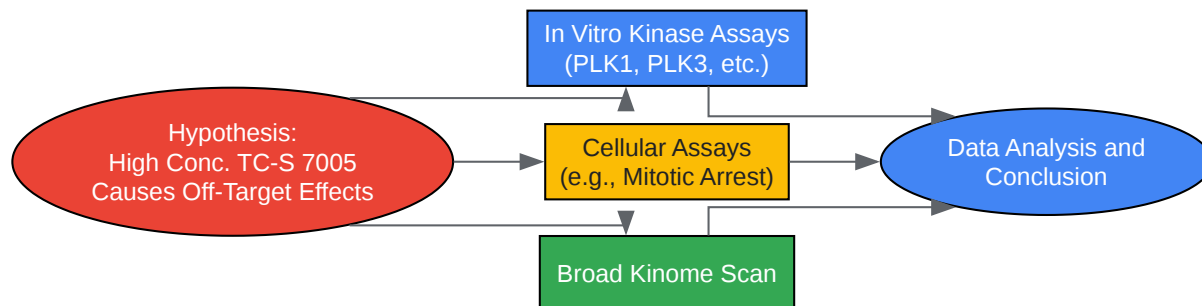 In Vitro Kinase Assays
(PLK1, PLK3, etc.)
Hypothesis:
High Conc. TC-S 7005
Causes Off-Target Effects
Cellular Assays
(e.g., Mitotic Arrest)
Data Analysis and
Conclusion
Broad Kinome Scan